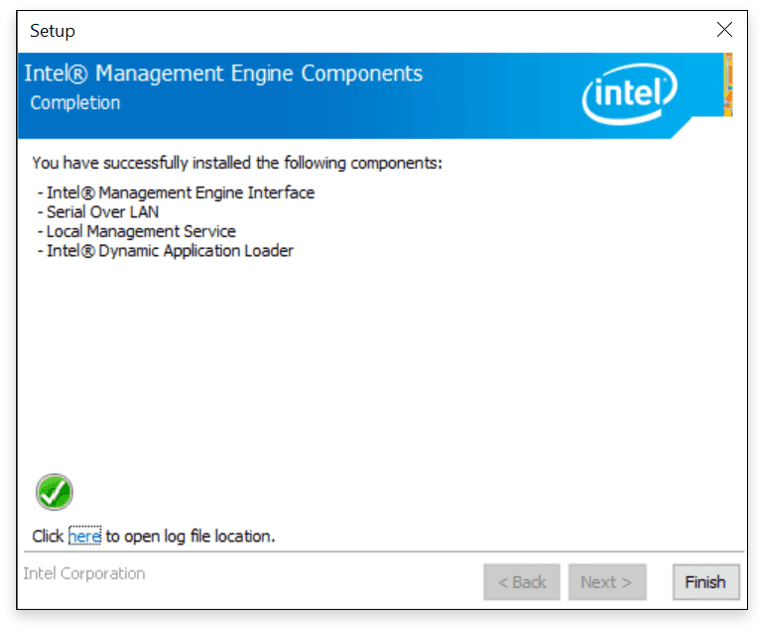 Setup
Intel® Management Engine Components
Completion
intel
You have successfully installed the following components:
- Intel® Management Engine Interface
- Serial Over LAN
- Local Management Service
- Intel® Dynamic Application Loader
Click here to open log file location.
Intel Corporation
< Back
Next >
Finish